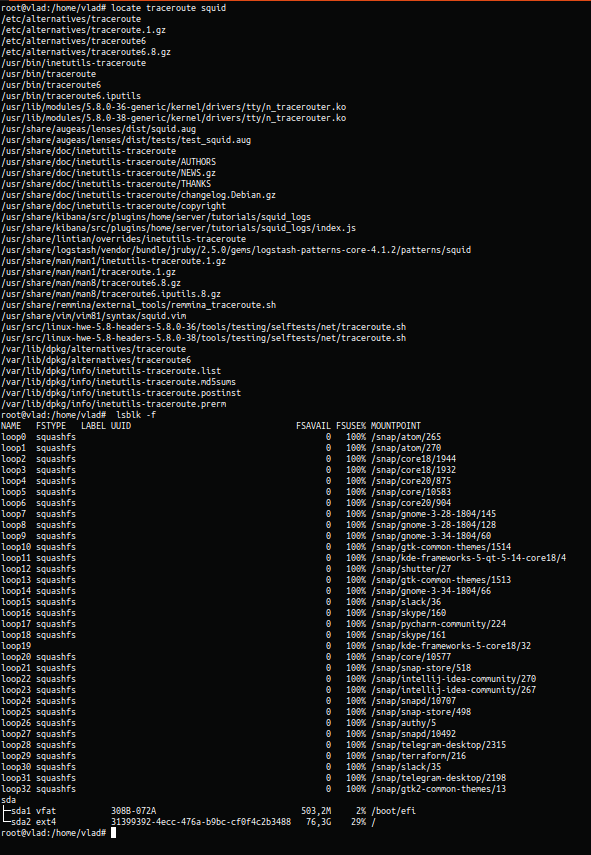 root@vlad:/home/vlad# locate traceroute squid
/etc/alternatives/traceroute
/etc/alternatives/traceroute.1.gz
/etc/alternatives/traceroute6
/etc/alternatives/traceroute6.8.gz
/usr/bin/inetutils-traceroute
/usr/bin/traceroute
/usr/bin/traceroute6
/usr/bin/traceroute6.iputils
/usr/lib/modules/5.8.0-36-generic/kernel/drivers/tty/n_tracerouter.ko
/usr/lib/modules/5.8.0-38-generic/kernel/drivers/tty/n_tracerouter.ko
/usr/share/augeas/lenses/dist/squid.aug
/usr/share/augeas/lenses/dist/tests/test_squid.aug
/usr/share/doc/inetutils-traceroute
/usr/share/doc/inetutils-traceroute/AUTHORS
/usr/share/doc/inetutils-traceroute/NEWS.gz
/usr/share/doc/inetutils-traceroute/THANKS
/usr/share/doc/inetutils-traceroute/changelog.Debian.gz
/usr/share/doc/inetutils-traceroute/copyright
/usr/share/kibana/src/plugins/home/server/tutorials/squid_logs
/usr/share/kibana/src/plugins/home/server/tutorials/squid_logs/index.js
/usr/share/lintian/overrides/inetutils-traceroute
/usr/share/logstash/vendor/bundle/jruby/2.5.0/gems/logstash-patterns-core-4.1.2/patterns/squid
/usr/share/man/man1/inetutils-traceroute.1.gz
/usr/share/man/man1/traceroute.1.gz
/usr/share/man/man8/traceroute6.8.gz
/usr/share/man/man8/traceroute6.iputils.8.gz
/usr/share/remmina/external_tools/remmina_traceroute.sh
/usr/share/vim/vim81/syntax/squid.vim
/usr/src/linux-hwe-5.8-headers-5.8.0-36/tools/testing/selftests/net/traceroute.sh
/usr/src/linux-hwe-5.8-headers-5.8.0-38/tools/testing/selftests/net/traceroute.sh
/var/lib/dpkg/alternatives/traceroute
/var/lib/dpkg/alternatives/traceroute6
/var/lib/dpkg/info/inetutils-traceroute.list
/var/lib/dpkg/info/inetutils-traceroute.md5sums
/var/lib/dpkg/info/inetutils-traceroute.postinst
/var/lib/dpkg/info/inetutils-traceroute.prerm
root@vlad:/home/vlad#  lsblk -f
NAME   FSTYPE   LABEL UUID                                 FSAVAIL FSUSE% MOUNTPOINT
loop0  squashfs                                                  0   100% /snap/atom/265
loop1  squashfs                                                  0   100% /snap/atom/270
loop2  squashfs                                                  0   100% /snap/core18/1944
loop3  squashfs                                                  0   100% /snap/core18/1932
loop4  squashfs                                                  0   100% /snap/core20/875
loop5  squashfs                                                  0   100% /snap/core/10583
loop6  squashfs                                                  0   100% /snap/core20/904
loop7  squashfs                                                  0   100% /snap/gnome-3-28-1804/145
loop8  squashfs                                                  0   100% /snap/gnome-3-28-1804/128
loop9  squashfs                                                  0   100% /snap/gnome-3-34-1804/60
loop10 squashfs                                                  0   100% /snap/gtk-common-themes/1514
loop11 squashfs                                                  0   100% /snap/kde-frameworks-5-qt-5-14-core18/4
loop12 squashfs                                                  0   100% /snap/shutter/27
loop13 squashfs                                                  0   100% /snap/gtk-common-themes/1513
loop14 squashfs                                                  0   100% /snap/gnome-3-34-1804/66
loop15 squashfs                                                  0   100% /snap/slack/36
loop16 squashfs                                                  0   100% /snap/skype/160
loop17 squashfs                                                  0   100% /snap/pycharm-community/224
loop18 squashfs                                                  0   100% /snap/skype/161
loop19                                                           0   100% /snap/kde-frameworks-5-core18/32
loop20 squashfs                                                  0   100% /snap/core/10577
loop21 squashfs                                                  0   100% /snap/snap-store/518
loop22 squashfs                                                  0   100% /snap/intellij-idea-community/270
loop23 squashfs                                                  0   100% /snap/intellij-idea-community/267
loop24 squashfs                                                  0   100% /snap/snapd/10707
loop25 squashfs                                                  0   100% /snap/snap-store/498
loop26 squashfs                                                  0   100% /snap/authy/5
loop27 squashfs                                                  0   100% /snap/snapd/10492
loop28 squashfs                                                  0   100% /snap/telegram-desktop/2315
loop29 squashfs                                                  0   100% /snap/terraform/216
loop30 squashfs                                                  0   100% /snap/slack/35
loop31 squashfs                                                  0   100% /snap/telegram-desktop/2198
loop32 squashfs                                                  0   100% /snap/gtk2-common-themes/13
sda
├─sda1 vfat           308B-072A                             503,2M     2% /boot/efi
└─sda2 ext4           31399392-4ecc-476a-b9bc-cf0f4c2b3488   76,3G    29% /
root@vlad:/home/vlad#